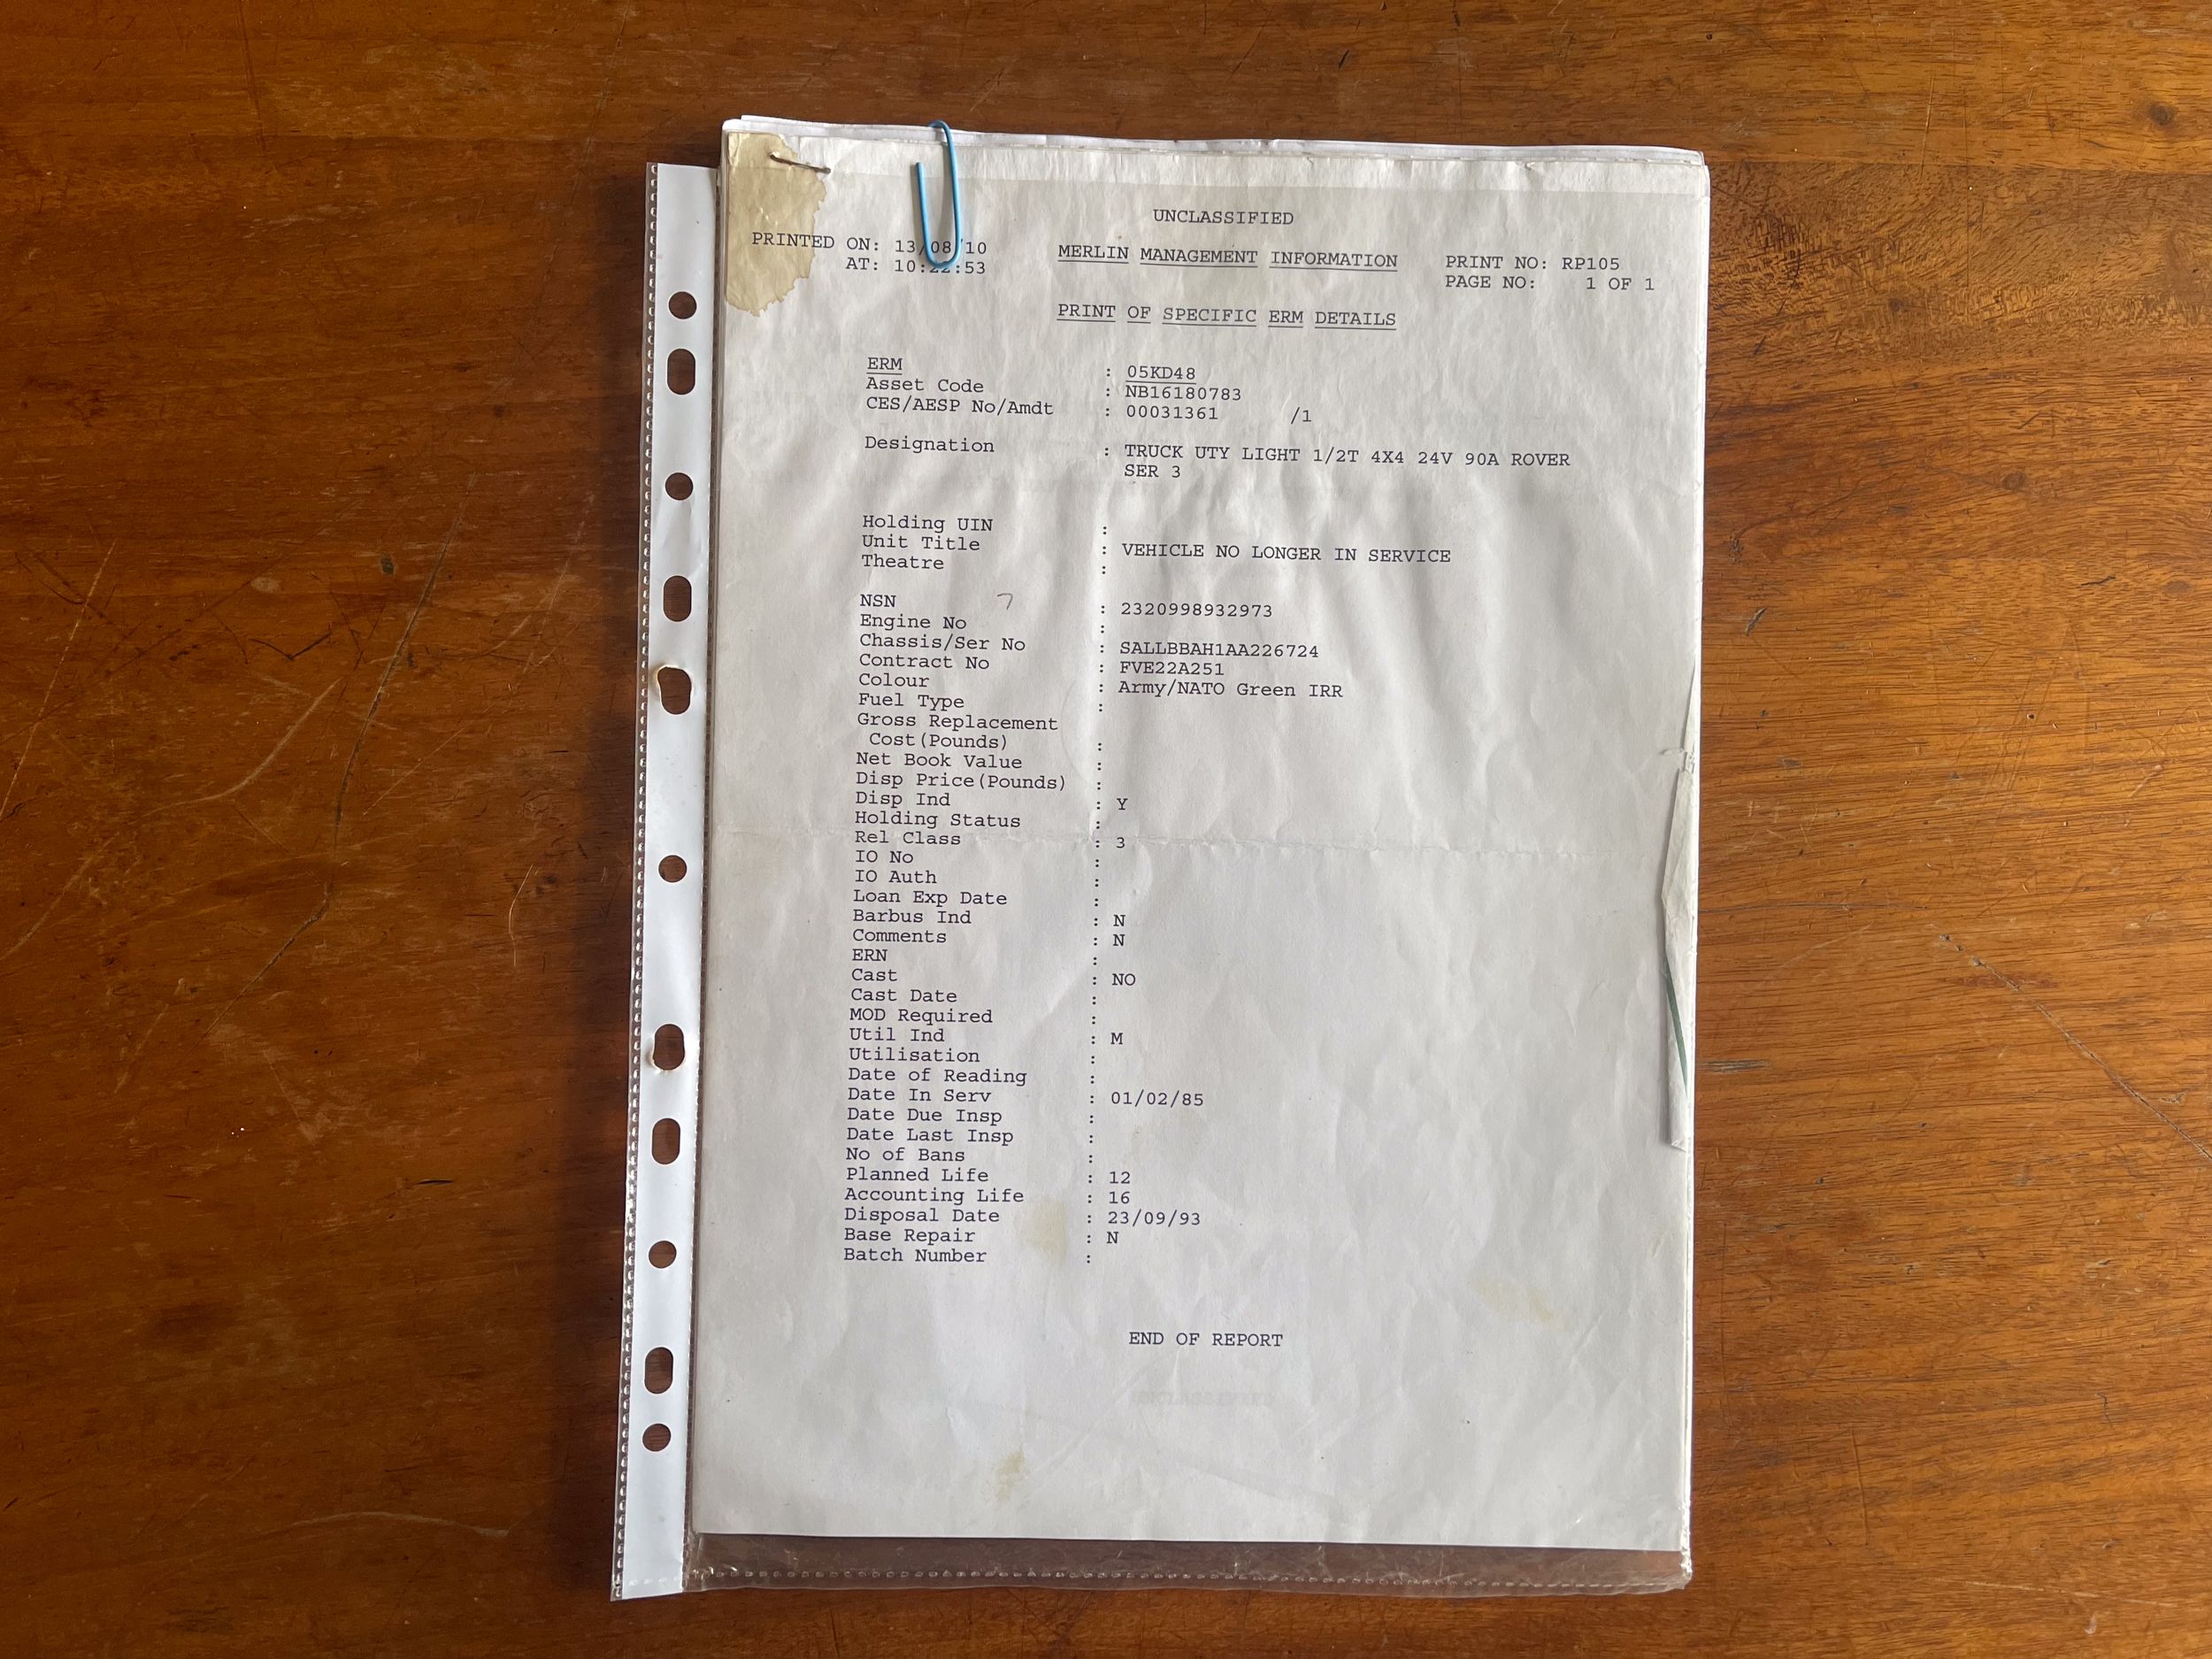 UNCLASSIFIED
PRINTED ON: 13/08/10
AT: 10:22:53
MERLIN MANAGEMENT INFORMATION
PRINT NO: RP105
PAGE NO: 1 OF 1
PRINT OF SPECIFIC ERM DETAILS
ERM : 05KD48
Asset Code : NB16180783
CES/AESP No/Amdt : 00031361 /1
Designation : TRUCK UTY LIGHT 1/2T 4X4 24V 90A ROVER
SER 3
Holding UIN :
Unit Title : VEHICLE NO LONGER IN SERVICE
Theatre :
NSN : 2320998932973
Engine No :
Chassis/Ser No : SALLBBAH1AA226724
Contract No : FVE22A251
Colour : Army/NATO Green IRR
Fuel Type :
Gross Replacement
Cost(Pounds) :
Net Book Value :
Disp Price(Pounds) :
Disp Ind : Y
Holding Status :
Rel Class : 3
IO No :
IO Auth :
Loan Exp Date :
Barbus Ind : N
Comments : N
ERN :
Cast : NO
Cast Date :
MOD Required :
Util Ind : M
Utilisation :
Date of Reading :
Date In Serv : 01/02/85
Date Due Insp :
Date Last Insp :
No of Bans :
Planned Life : 12
Accounting Life : 16
Disposal Date : 23/09/93
Base Repair : N
Batch Number :
END OF REPORT